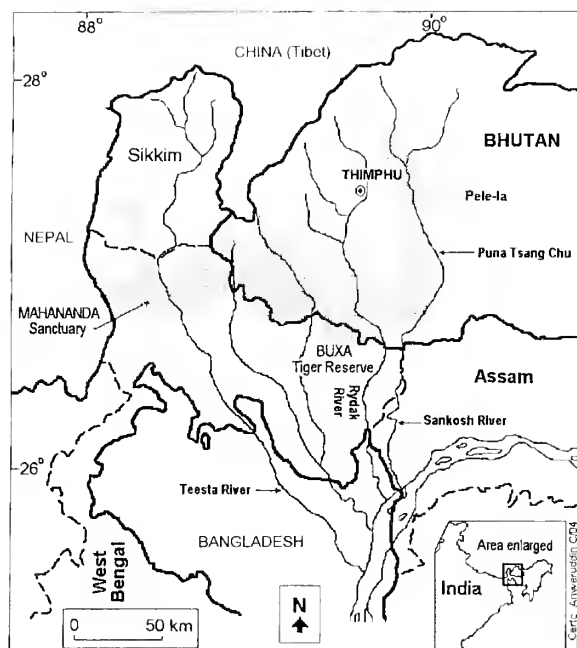 88°
90°
28°
CHINA (Tibet)
Sikkim
BHUTAN
THIMPHU
Pele-la
NEPAL
Puna Tsang Chu
MAHANANDA
Sanctuary
BUXA
Tiger Reserve
Rydak
River
Assam
Sankosh River
26°
Teesta River
BANGLADESH
West
Bengal
N
0 50 km
Area enlarged
India
Carto. Anweruddin C04